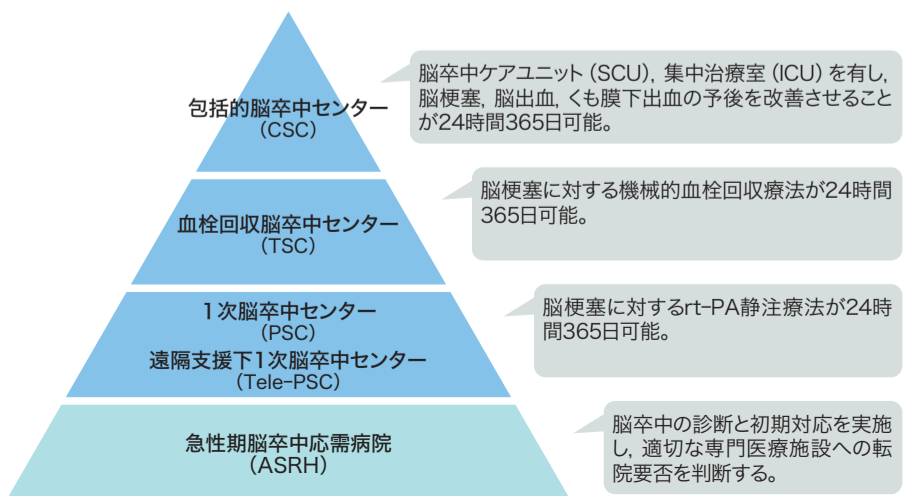 包括的脳卒中センター
(CSC)
脳卒中ケアユニット(SCU), 集中治療室(ICU)を有し,
脳梗塞, 脳出血, くも膜下出血の予後を改善させること
が24時間365日可能。
血栓回収脳卒中センター
(TSC)
脳梗塞に対する機械的血栓回収療法が24時間
365日可能。
1次脳卒中センター
(PSC)
遠隔支援下1次脳卒中センター
(Tele-PSC)
脳梗塞に対するrt-PA静注療法が24時
間365日可能。
急性期脳卒中応需病院
(ASRH)
脳卒中の診断と初期対応を実施
し, 適切な専門医療施設への転
院要否を判断する。